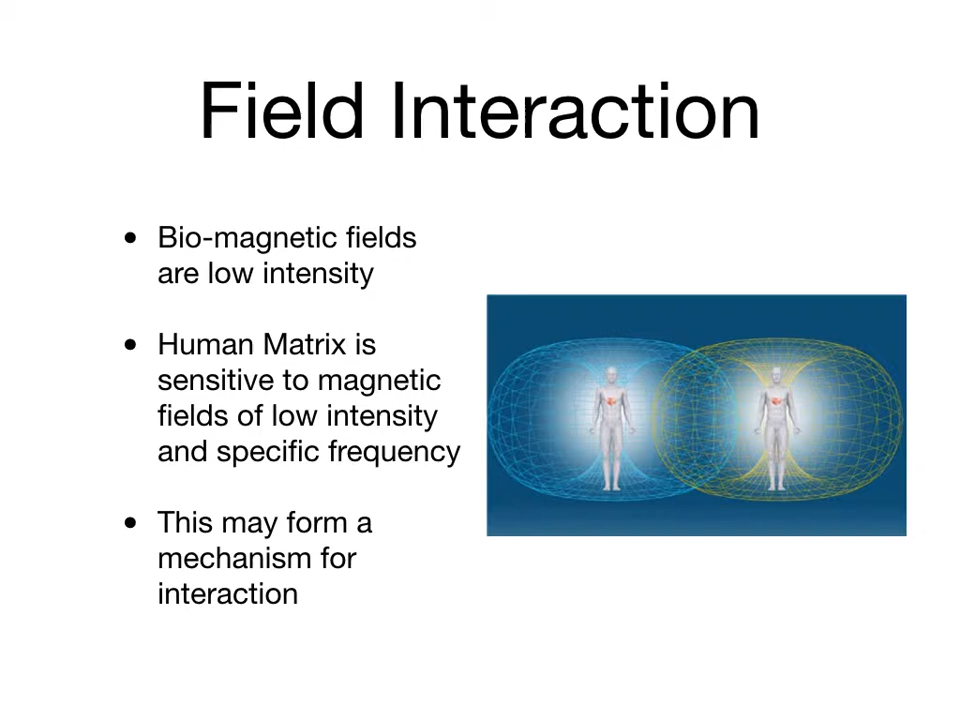 Field Interaction
• Bio-magnetic fields
are low intensity
• Human Matrix is
sensitive to magnetic
fields of low intensity
and specific frequency
• This may form a
mechanism for
interaction